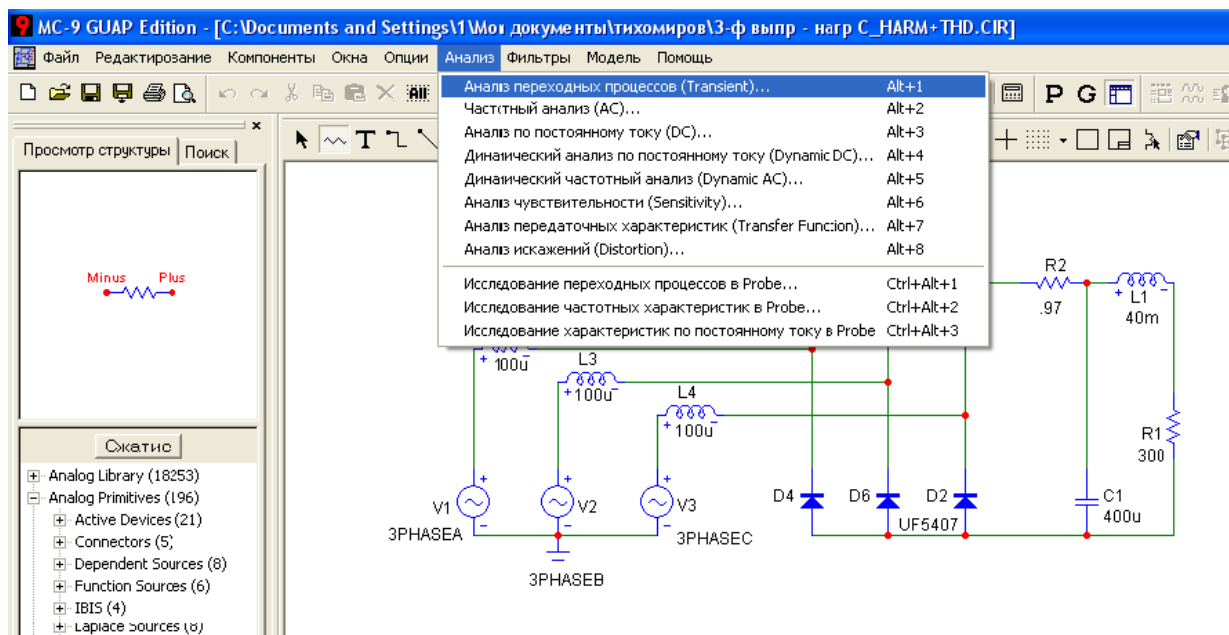 MC-9 GUAP Edition - [C:\Documents and Settings\1\Мои документы\тихомиров\3-ф выпр - нагр C_HARM+THD.CIR]
Файл Редактирование Компоненты Окна Опции Анализ Фильтры Модель Помощь
Анализ переходных процессов (Transient)... Alt+1
Частотный анализ (AC)... Alt+2
Анализ по постоянному току (DC)... Alt+3
Динамический анализ по постоянному току (Dynamic DC)... Alt+4
Динамический частотный анализ (Dynamic AC)... Alt+5
Анализ чувствительности (Sensitivity)... Alt+6
Анализ передаточных характеристик (Transfer Function)... Alt+7
Анализ искажений (Distortion)... Alt+8
Исследование переходных процессов в Probe... Ctrl+Alt+1
Исследование частотных характеристик в Probe... Ctrl+Alt+2
Исследование характеристик по постоянному току в Probe Ctrl+Alt+3
P G
T
Просмотр структуры Поиск
Minus Plus
Сжатие
Analog Library (18253)
Analog Primitives (196)
Active Devices (21)
Connectors (5)
Dependent Sources (8)
Function Sources (6)
IBIS (4)
Laplace Sources (8)
R2
.97
L1
40m
100u
L3
100u
L4
100u
R1
300
V1
3PHASEA
V2
3PHASEB
V3
3PHASEC
D4
D6
D2
UF5407
C1
400u